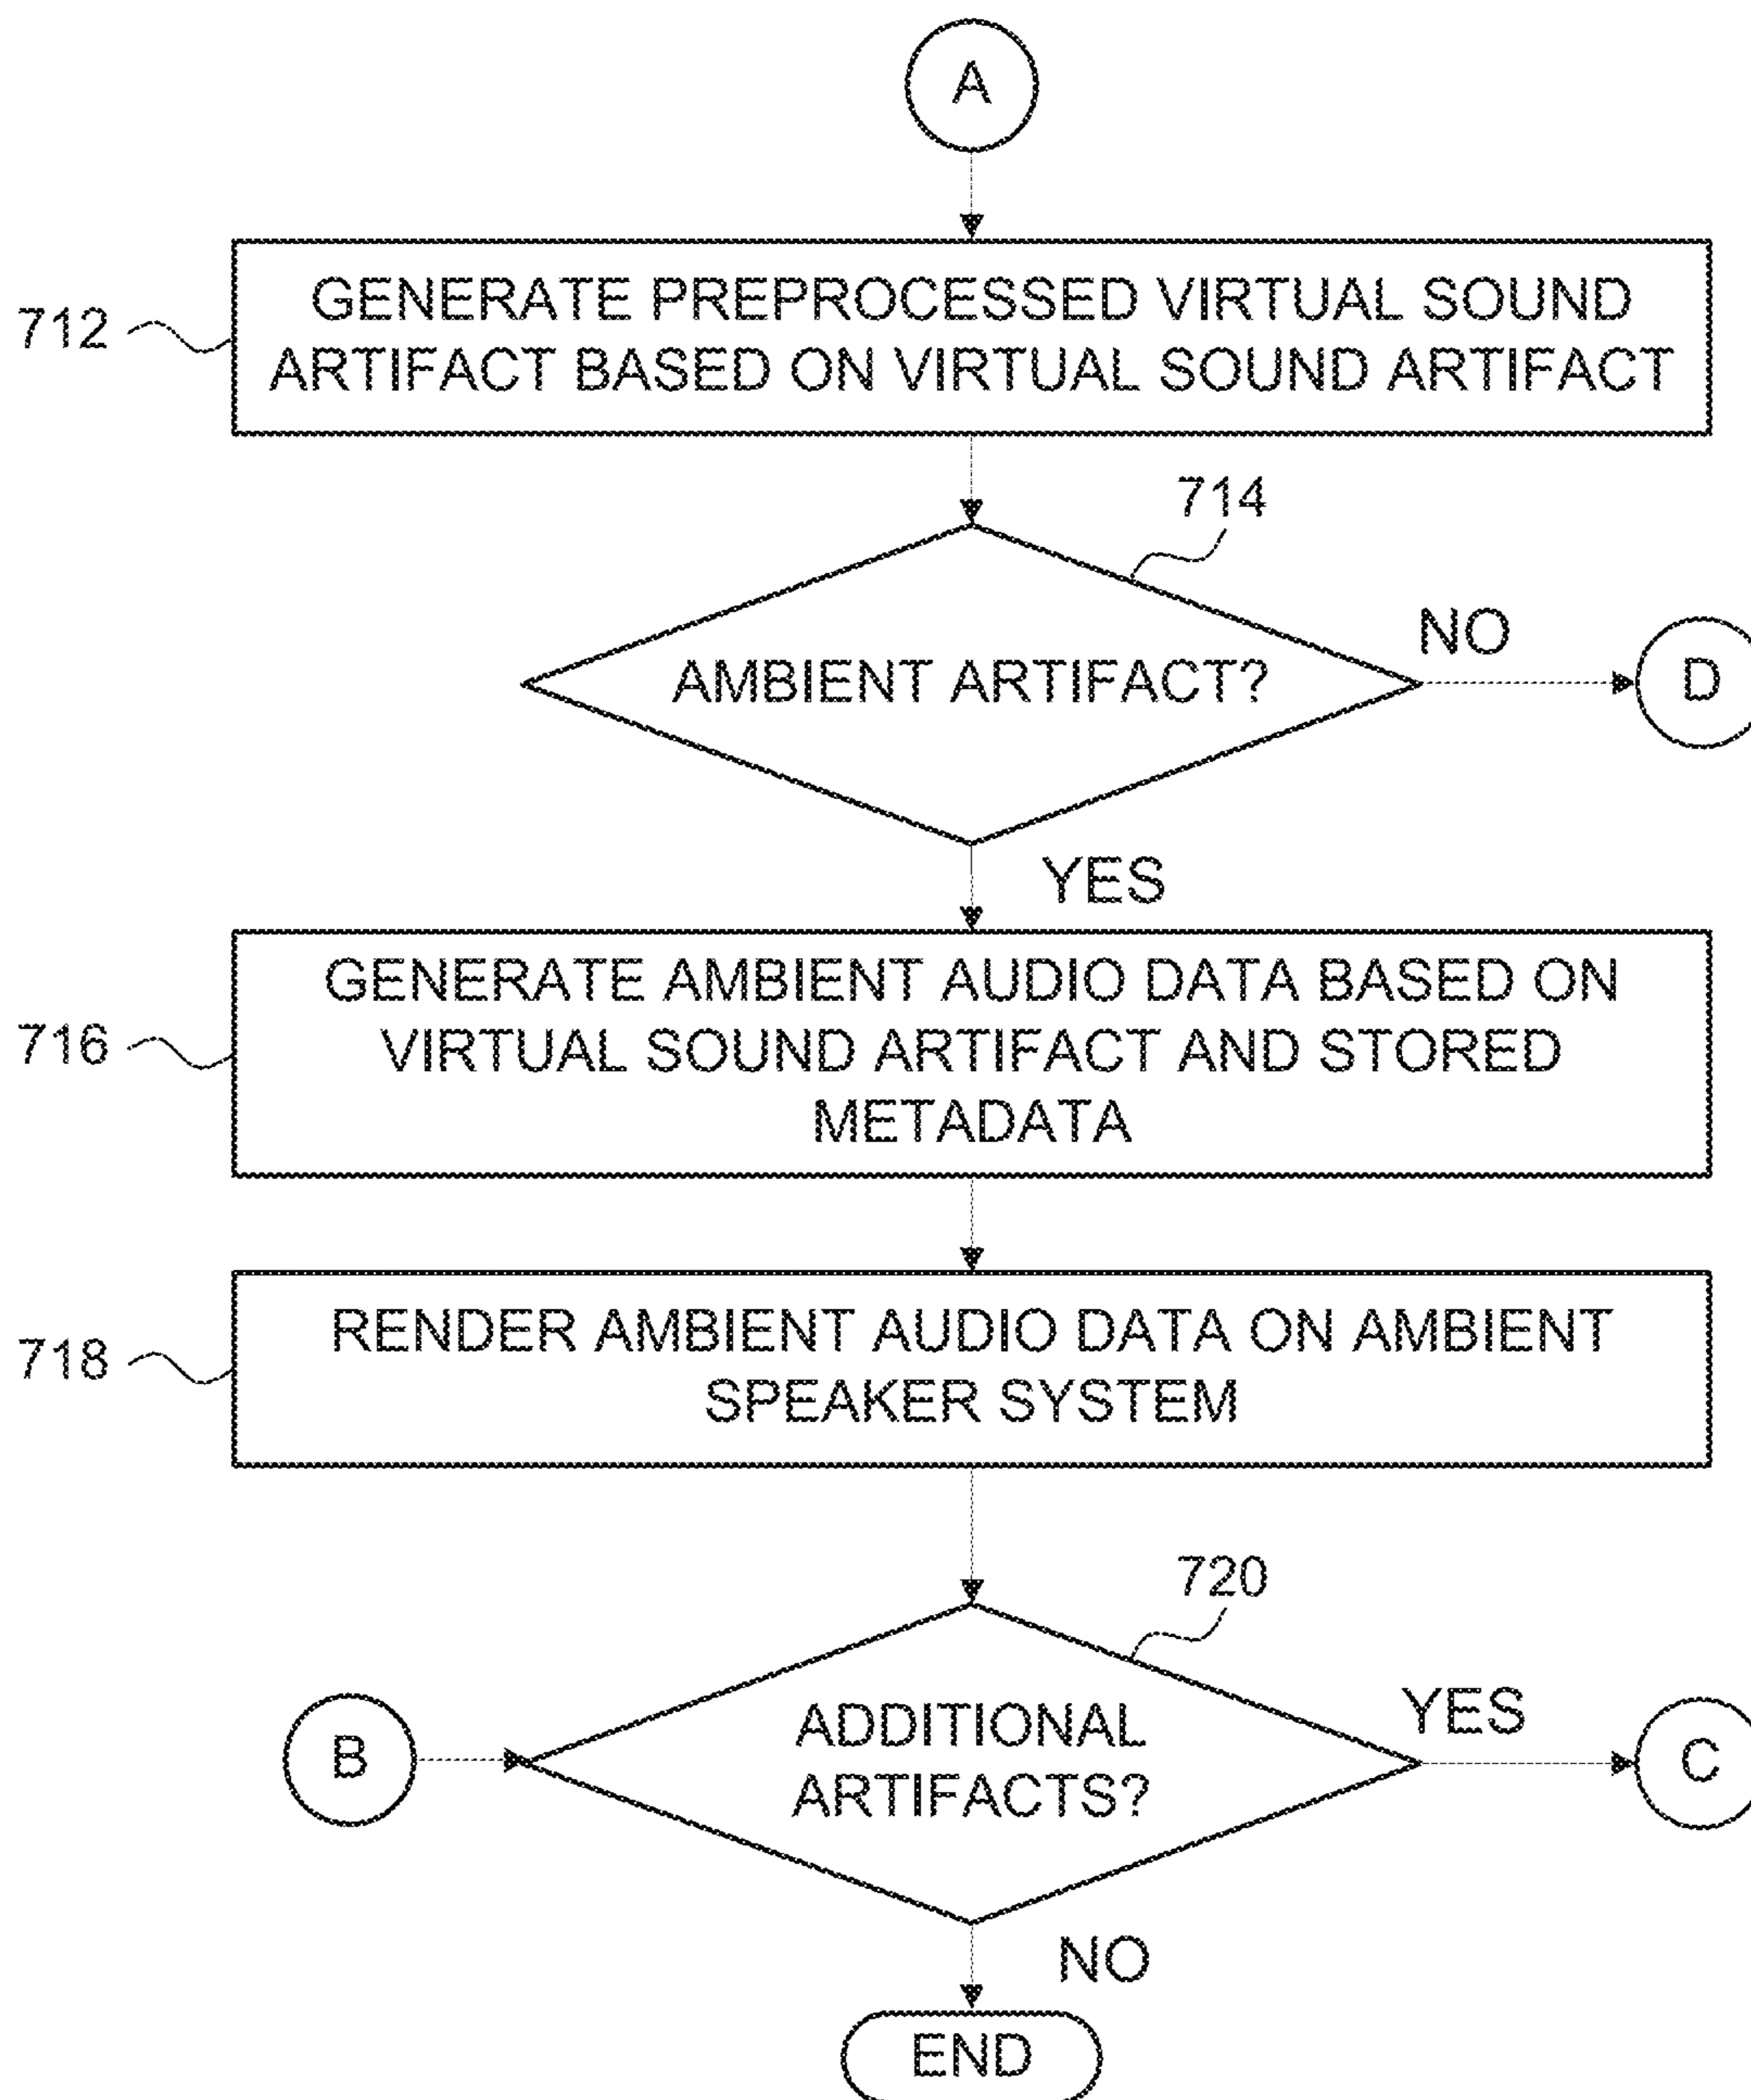 A
712
GENERATE PREPROCESSED VIRTUAL SOUND
ARTIFACT BASED ON VIRTUAL SOUND ARTIFACT
714
AMBIENT ARTIFACT?
NO
D
YES
716
GENERATE AMBIENT AUDIO DATA BASED ON
VIRTUAL SOUND ARTIFACT AND STORED
METADATA
718
RENDER AMBIENT AUDIO DATA ON AMBIENT
SPEAKER SYSTEM
720
B
ADDITIONAL
ARTIFACTS?
YES
C
NO
END